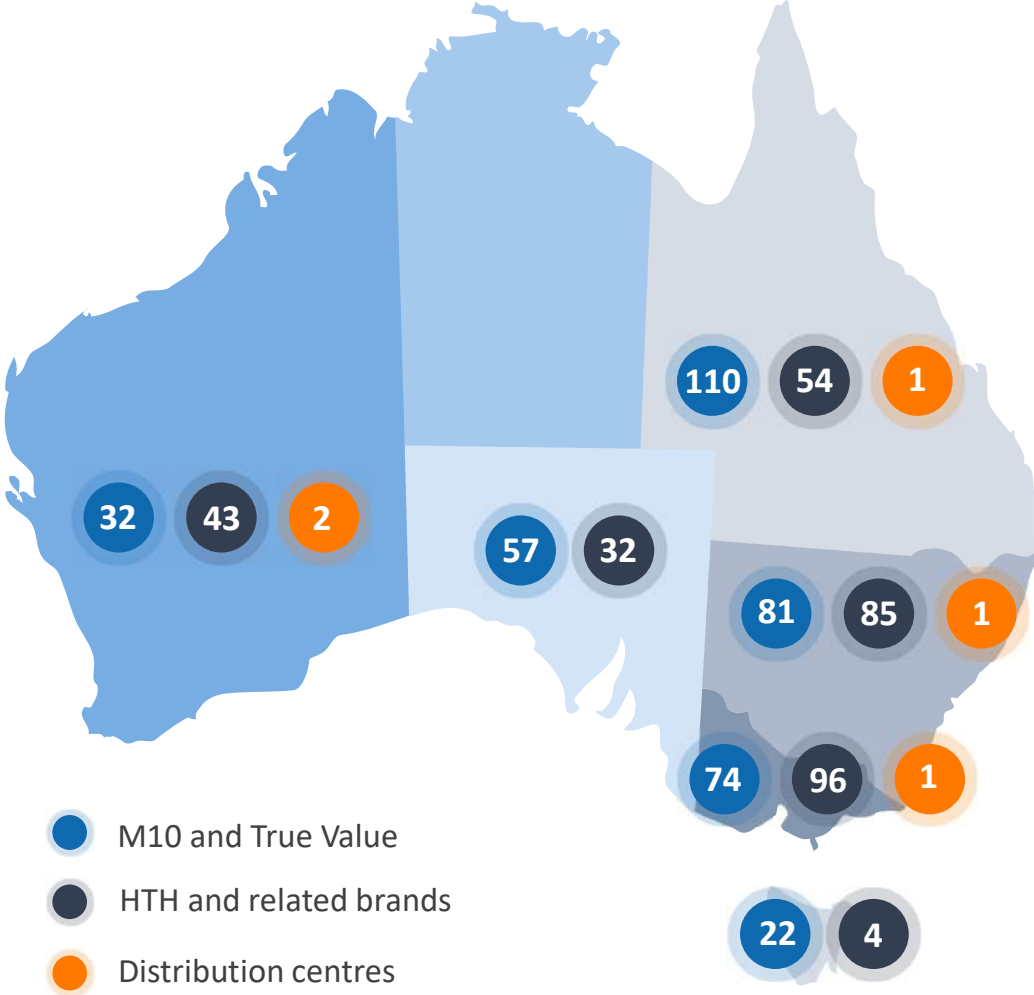 110 54 1
32 43 2
57 32
81 85 1
74 96 1
M10 and True Value
HTH and related brands
22 4
Distribution centres